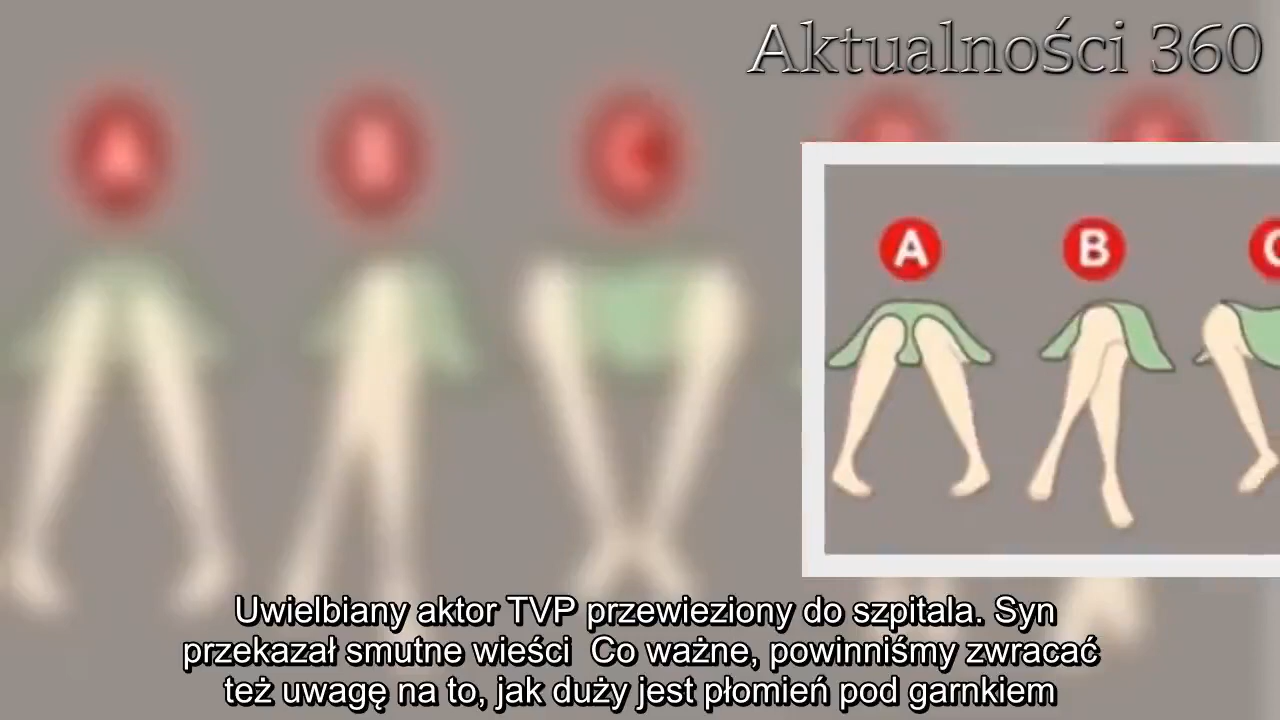 Aktualności 360
A
B
C
A
B
Uwielbiany aktor TVP przewieziony do szpitala. Syn
przekazał smutne wieści  Co ważne, powinniśmy zwracać
też uwagę na to, jak duży jest płomień pod garnkiem